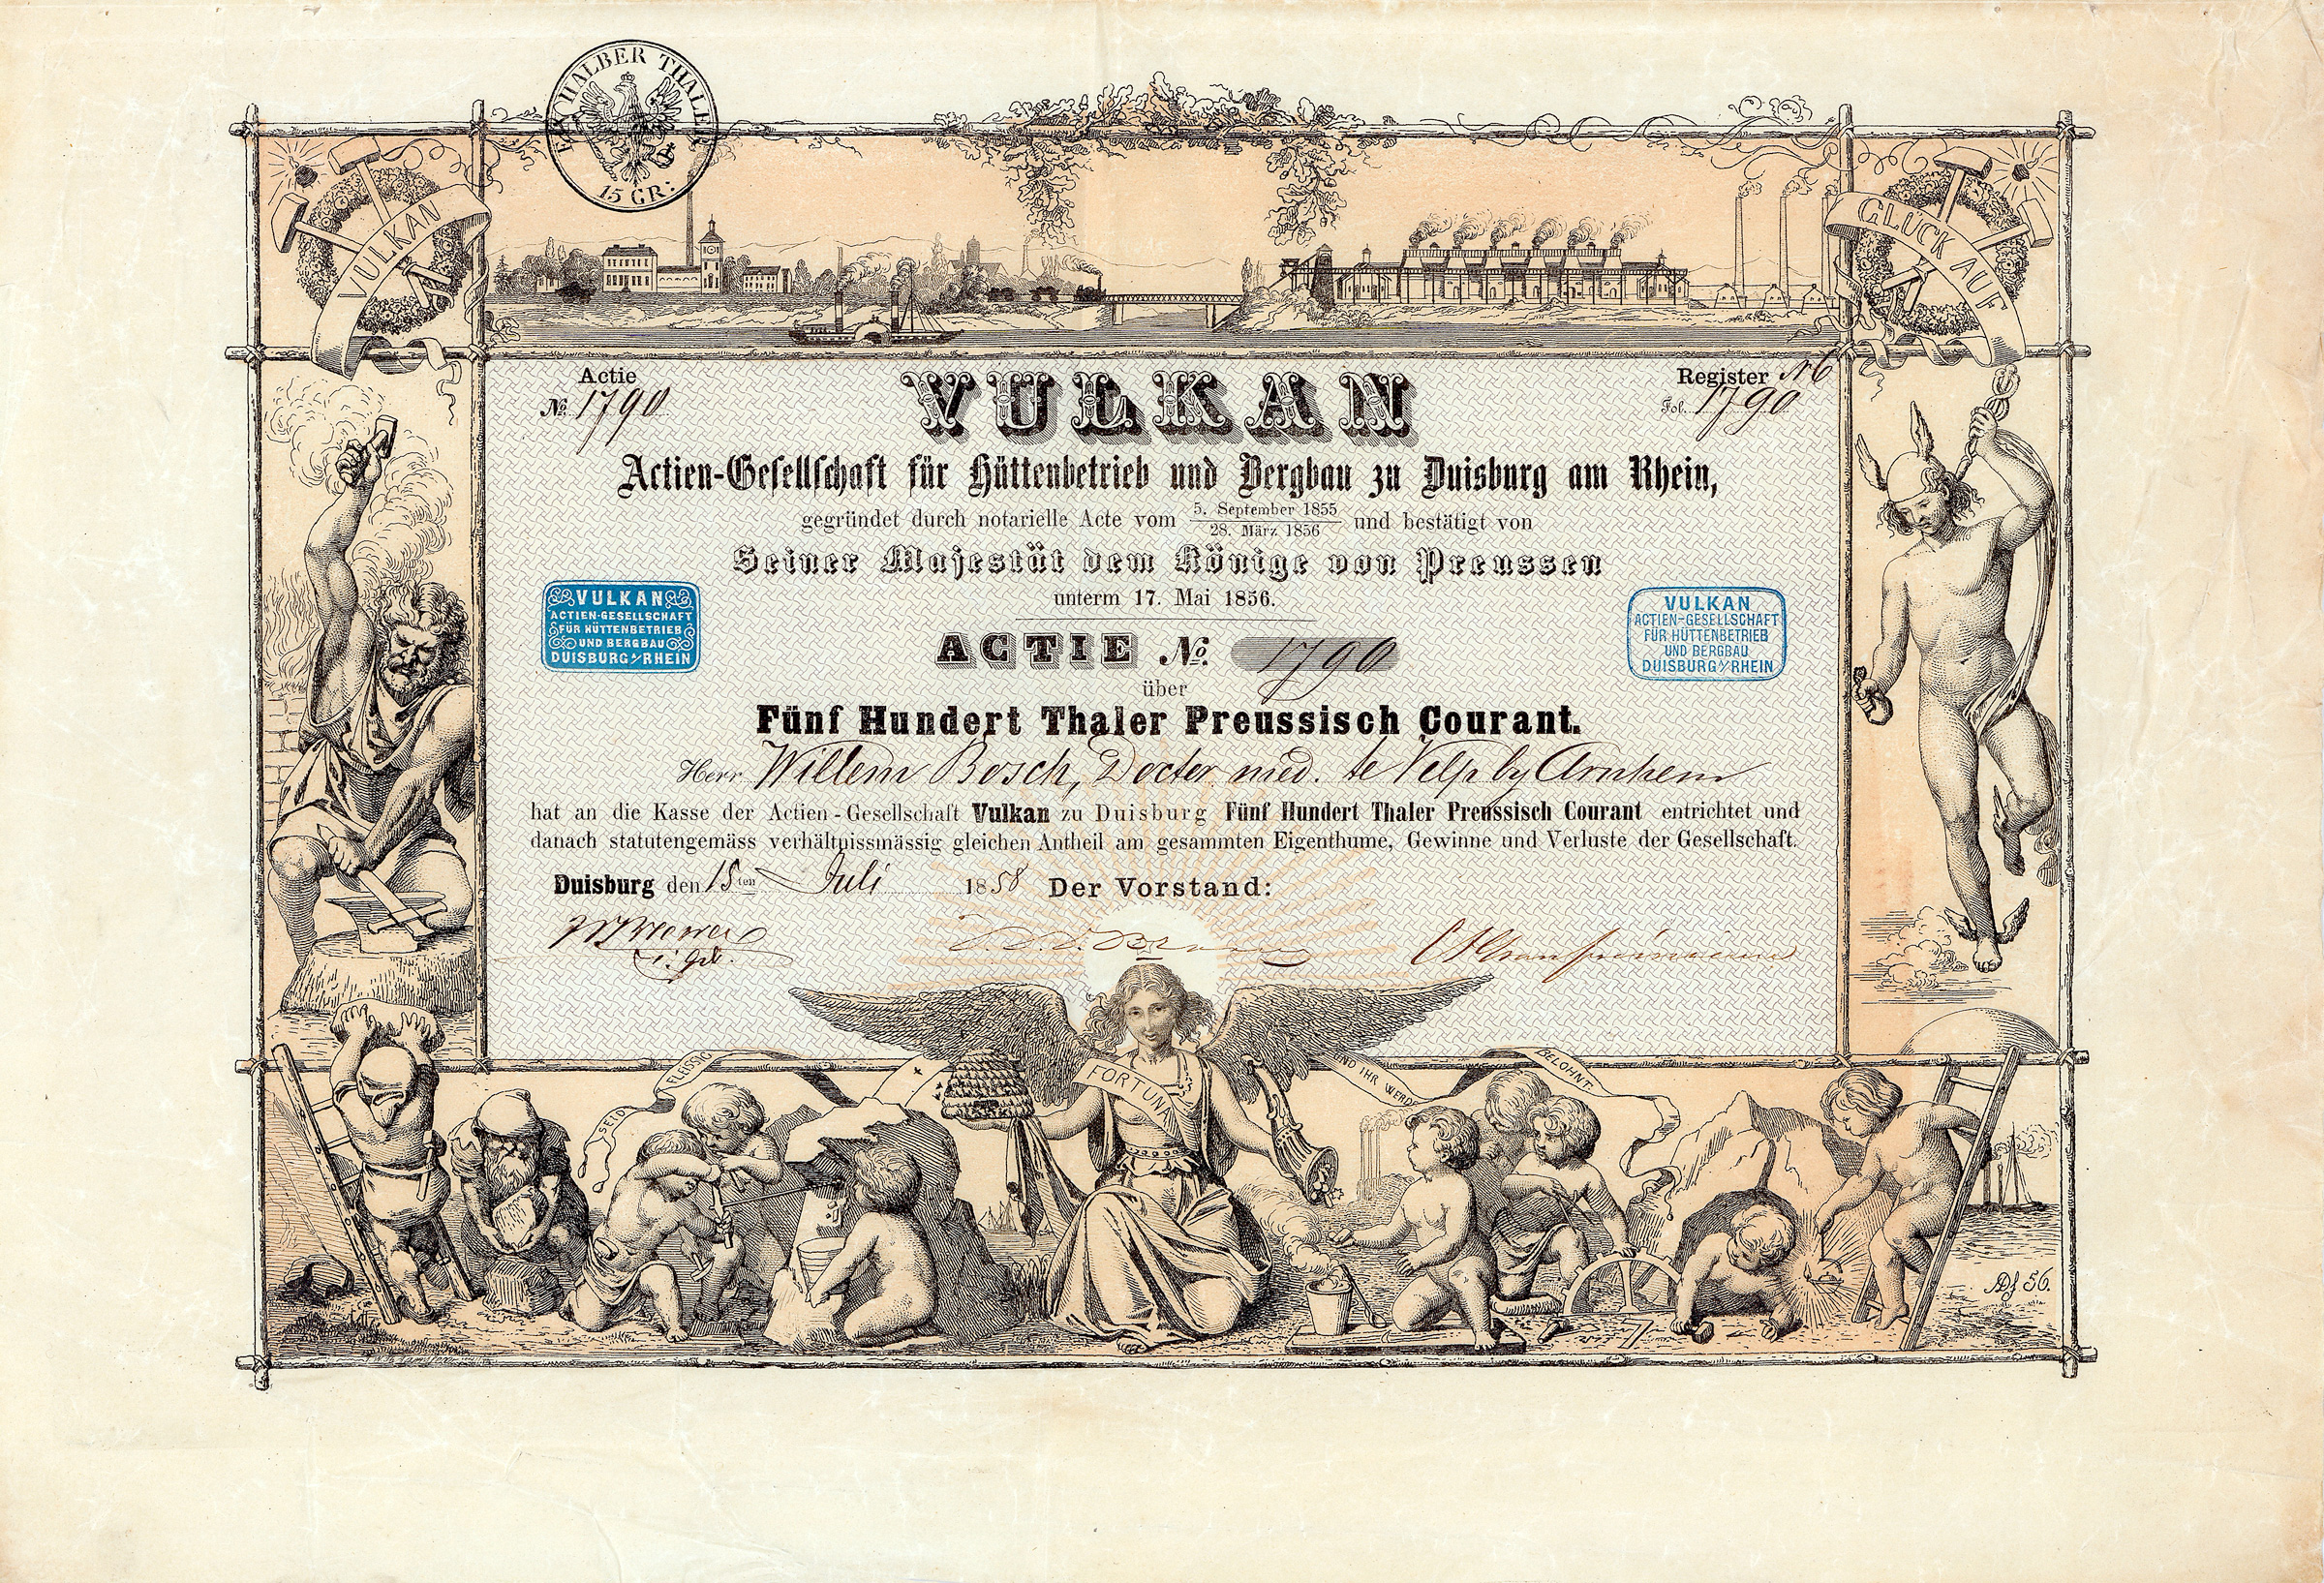 EIN HALBER THALER
15 GR:
VULKAN
GLÜCK AUF
Actie
No. 1790
Register No 6
Fol. 1790
VULKAN
Actien-Gesellschaft für Hüttenbetrieb und Bergbau zu Duisburg am Rhein,
gegründet durch notarielle Acte vom 5. September 1855 / 28. März 1856 und bestätigt von
Seiner Majestät dem Könige von Preussen
unterm 17. Mai 1856.
VULKAN
ACTIEN-GESELLSCHAFT
FÜR HÜTTENBETRIEB
UND BERGBAU
DUISBURG A/RHEIN
VULKAN
ACTIEN-GESELLSCHAFT
FÜR HÜTTENBETRIEB
UND BERGBAU
DUISBURG A/RHEIN
ACTIE No. 1790
über
Fünf Hundert Thaler Preussisch Courant.
Herr Willem Bosch, Docter med. te Velp by Arnhem
hat an die Kasse der Actien-Gesellschaft Vulkan zu Duisburg Fünf Hundert Thaler Preussisch Courant entrichtet und
danach statutengemäss verhältnissmässig gleichen Antheil am gesammten Eigenthume, Gewinne und Verluste der Gesellschaft.
Duisburg den 15ten Juli 1858 Der Vorstand:
SEID FLEISSIG
FORTUNA
UND IHR WERD BELOHNT.
56.